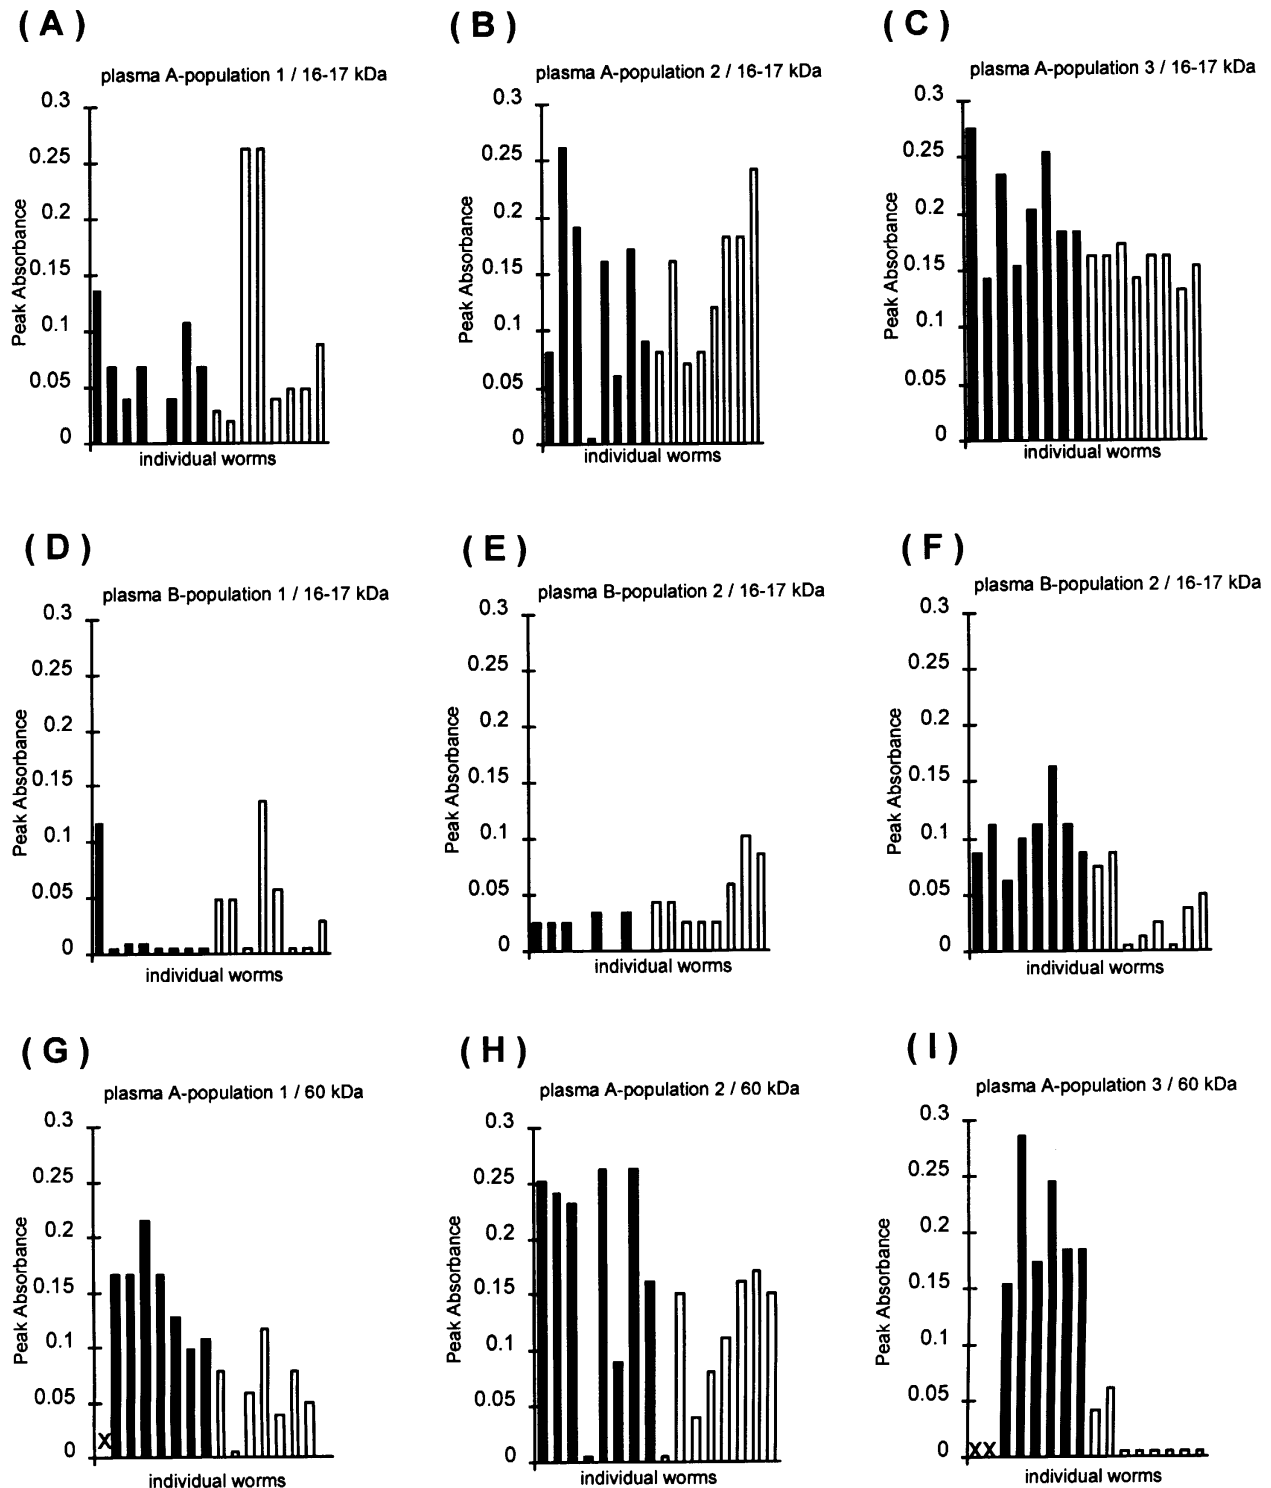 ( A )
plasma A-population 1 / 16-17 kDa
0.3
0.25
0.2
0.15
0.1
0.05
0
Peak Absorbance
individual worms
( B )
plasma A-population 2 / 16-17 kDa
0.3
0.25
0.2
0.15
0.1
0.05
0
Peak Absorbance
individual worms
( C )
plasma A-population 3 / 16-17 kDa
0.3
0.25
0.2
0.15
0.1
0.05
0
Peak Absorbance
individual worms
( D )
plasma B-population 1 / 16-17 kDa
0.3
0.25
0.2
0.15
0.1
0.05
0
Peak Absorbance
individual worms
( E )
plasma B-population 2 / 16-17 kDa
0.3
0.25
0.2
0.15
0.1
0.05
0
Peak Absorbance
individual worms
( F )
plasma B-population 2 / 16-17 kDa
0.3
0.25
0.2
0.15
0.1
0.05
0
Peak Absorbance
individual worms
( G )
plasma A-population 1 / 60 kDa
0.3
0.25
0.2
0.15
0.1
0.05
0
X
Peak Absorbance
individual worms
( H )
plasma A-population 2 / 60 kDa
0.3
0.25
0.2
0.15
0.1
0.05
0
Peak Absorbance
individual worms
( I )
plasma A-population 3 / 60 kDa
0.3
0.25
0.2
0.15
0.1
0.05
0
XX
Peak Absorbance
individual worms